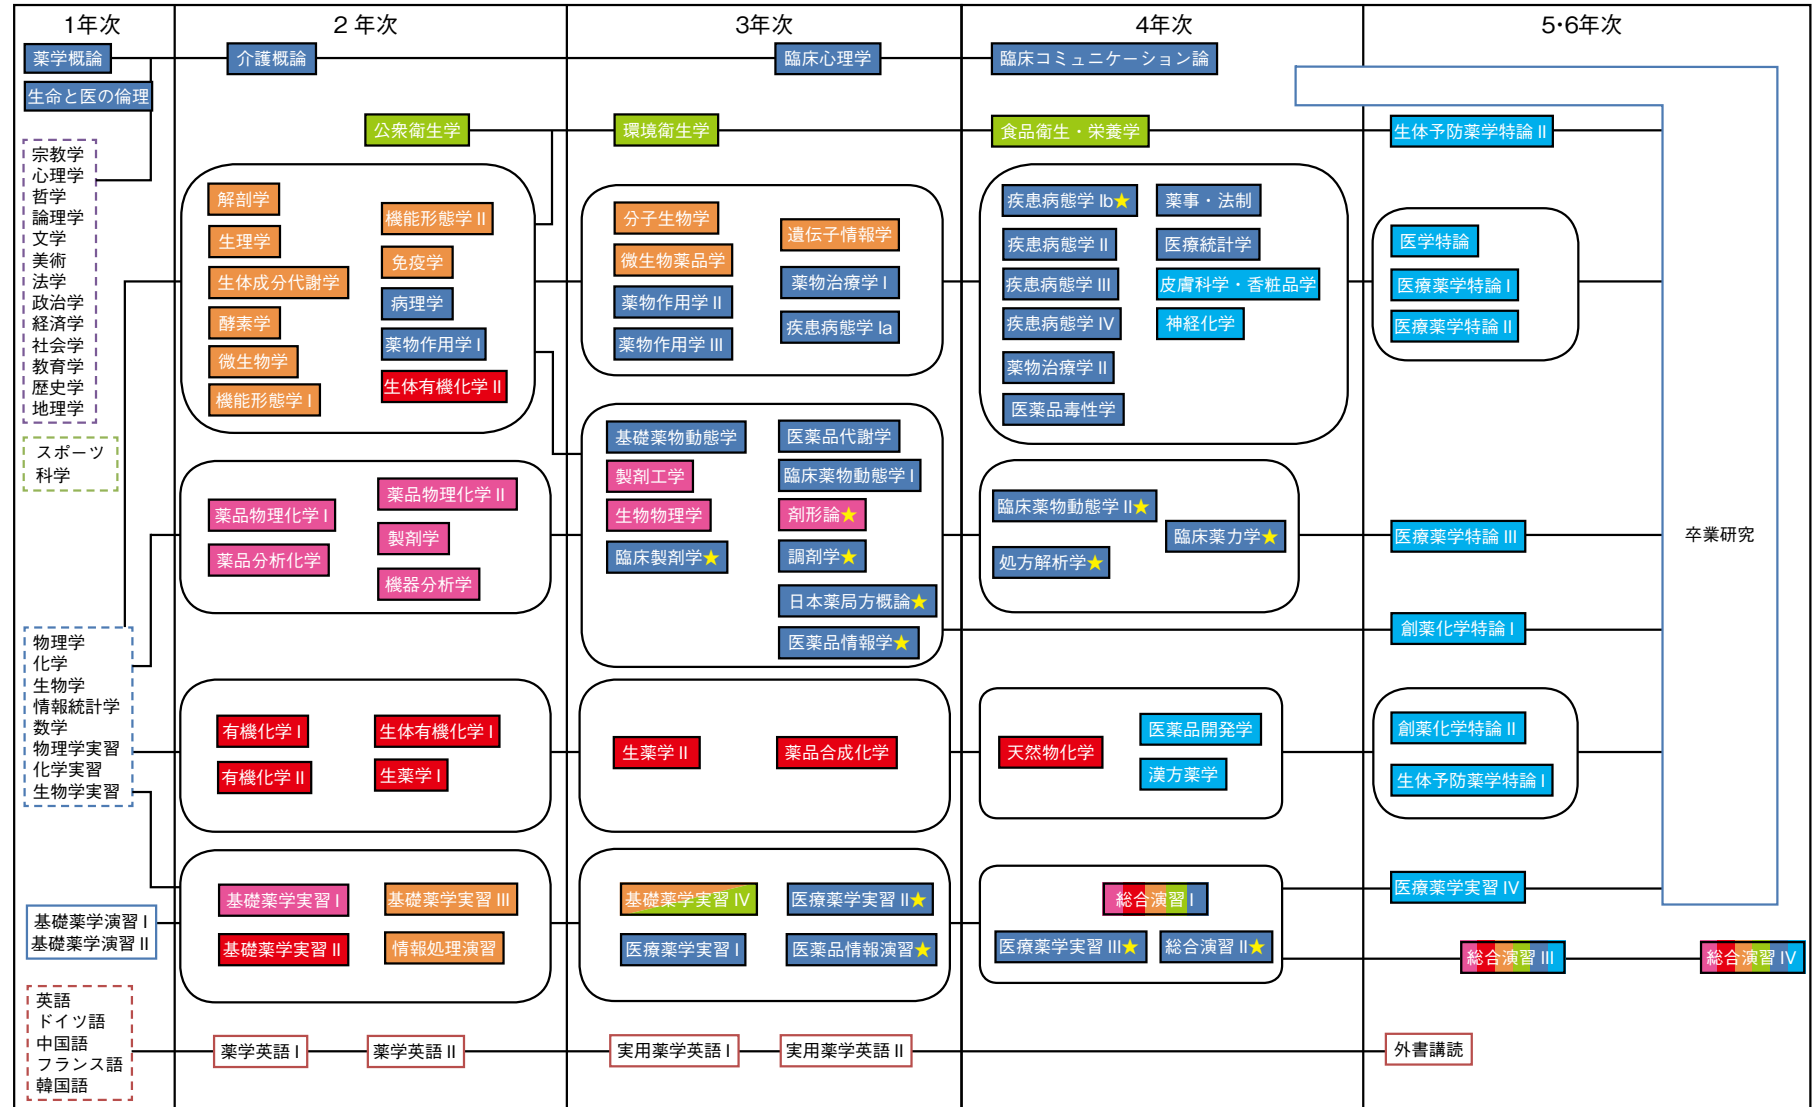 1年次
2 年次
3年次
4年次
5・6年次
薬学概論
介護概論
臨床心理学
臨床コミュニケーション論
生命と医の倫理
公衆衛生学
環境衛生学
食品衛生・栄養学
生体予防薬学特論 II
宗教学
心理学
哲学
論理学
文学
美術
法学
政治学
経済学
社会学
教育学
歴史学
地理学
スポーツ
科学
解剖学
生理学
生体成分代謝学
酵素学
微生物学
機能形態学 I
機能形態学 II
免疫学
病理学
薬物作用学 I
生体有機化学 II
分子生物学
微生物薬品学
薬物作用学 II
薬物作用学 III
遺伝子情報学
薬物治療学 I
疾患病態学 Ia
疾患病態学 Ib★
疾患病態学 II
疾患病態学 III
疾患病態学 IV
薬物治療学 II
医薬品毒性学
薬事・法制
医療統計学
皮膚科学・香粧品学
神経化学
医学特論
医療薬学特論 I
医療薬学特論 II
薬品物理化学 I
薬品分析化学
薬品物理化学 II
製剤学
機器分析学
基礎薬物動態学
製剤工学
生物物理学
臨床製剤学★
医薬品代謝学
臨床薬物動態学 I
剤形論★
調剤学★
日本薬局方概論★
医薬品情報学★
臨床薬物動態学 II★
処方解析学★
臨床薬力学★
医療薬学特論 III
卒業研究
創薬化学特論 I
物理学
化学
生物学
情報統計学
数学
物理学実習
化学実習
生物学実習
有機化学 I
有機化学 II
生体有機化学 I
生薬学 I
生薬学 II
薬品合成化学
天然物化学
医薬品開発学
漢方薬学
創薬化学特論 II
生体予防薬学特論 I
基礎薬学演習 I
基礎薬学演習 II
基礎薬学実習 I
基礎薬学実習 II
基礎薬学実習 III
情報処理演習
基礎薬学実習 IV
医療薬学実習 I
医療薬学実習 II★
医薬品情報演習★
総合演習 I
医療薬学実習 III★
総合演習 II★
医療薬学実習 IV
総合演習 III
総合演習 IV
英語
ドイツ語
中国語
フランス語
韓国語
薬学英語 I
薬学英語 II
実用薬学英語 I
実用薬学英語 II
外書講読